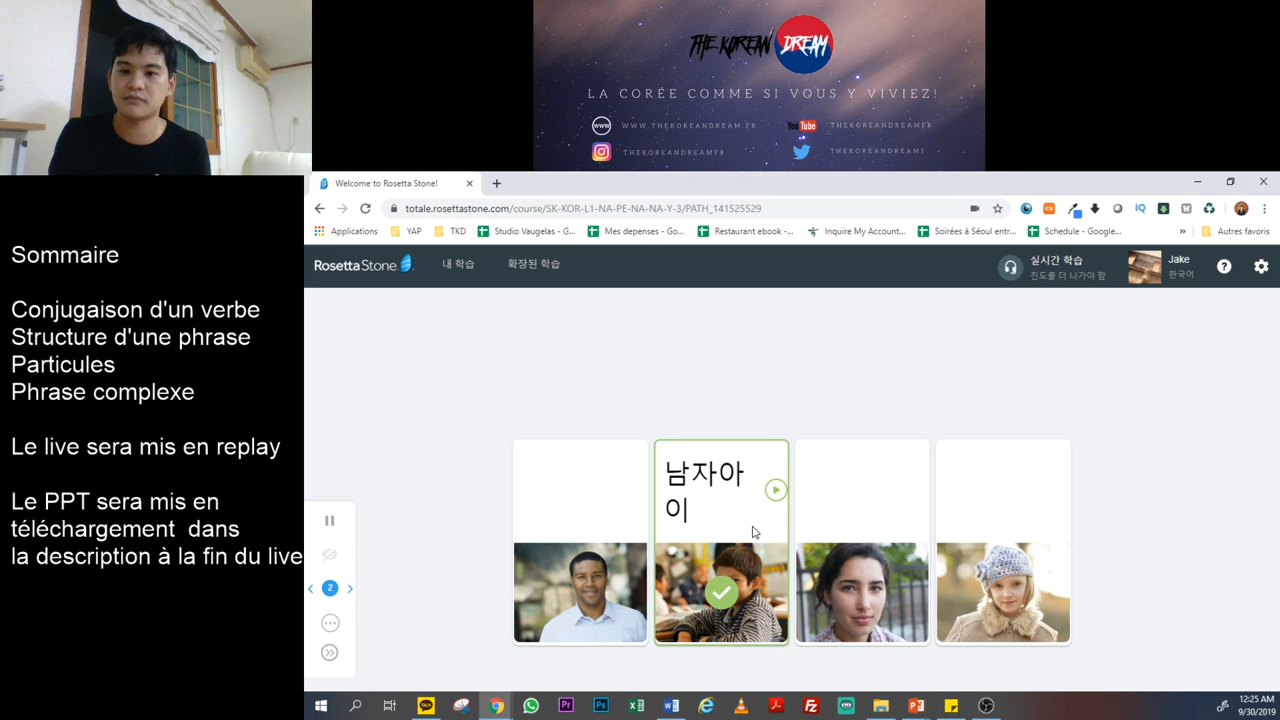 THE KOREAN DREAM
LA CORÉE COMME SI VOUS Y VIVIEZ!
WWW WWW.THEKOREANDREAM.FR
YouTube THEKOREANDREAMFR
THEKOREANDREAMFR
THEKOREANDREAM1
Welcome to Rosetta Stone!
totale.rosettastone.com/course/SK-KOR-L1-NA-PE-NA-NA-Y-3/PATH_141525529
Applications YAP TKD Studio Vaugelas - G... Mes depenses - Go... Restaurant ebook -... Inquire My Account... Soirées à Séoul entr... Schedule - Google... » Autres favoris
RosettaStone 내 학습 확장된 학습
실시간 학습
진도를 더 나가야 함
Jake
한국어
Sommaire
Conjugaison d'un verbe
Structure d'une phrase
Particules
Phrase complexe
Le live sera mis en replay
Le PPT sera mis en
téléchargement dans
la description à la fin du live
남자아
이
2
12:25 AM
9/30/2019